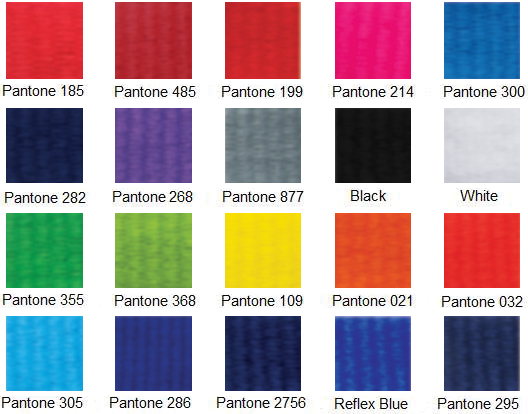 Pantone 185 Pantone 485 Pantone 199 Pantone 214 Pantone 300
Pantone 282 Pantone 268 Pantone 877 Black White
Pantone 355 Pantone 368 Pantone 109 Pantone 021 Pantone 032
Pantone 305 Pantone 286 Pantone 2756 Reflex Blue Pantone 295